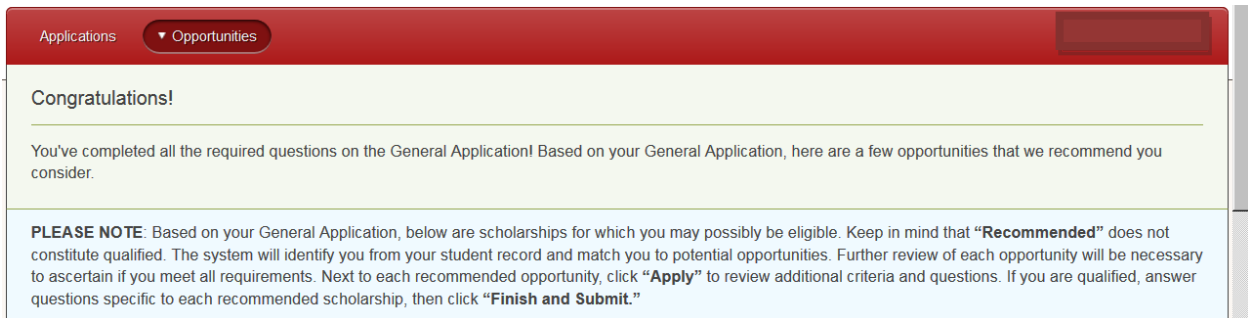 Applications ▼ Opportunities
Congratulations!
You've completed all the required questions on the General Application! Based on your General Application, here are a few opportunities that we recommend you
consider.
PLEASE NOTE: Based on your General Application, below are scholarships for which you may possibly be eligible. Keep in mind that “Recommended” does not
constitute qualified. The system will identify you from your student record and match you to potential opportunities. Further review of each opportunity will be necessary
to ascertain if you meet all requirements. Next to each recommended opportunity, click “Apply” to review additional criteria and questions. If you are qualified, answer
questions specific to each recommended scholarship, then click “Finish and Submit.”